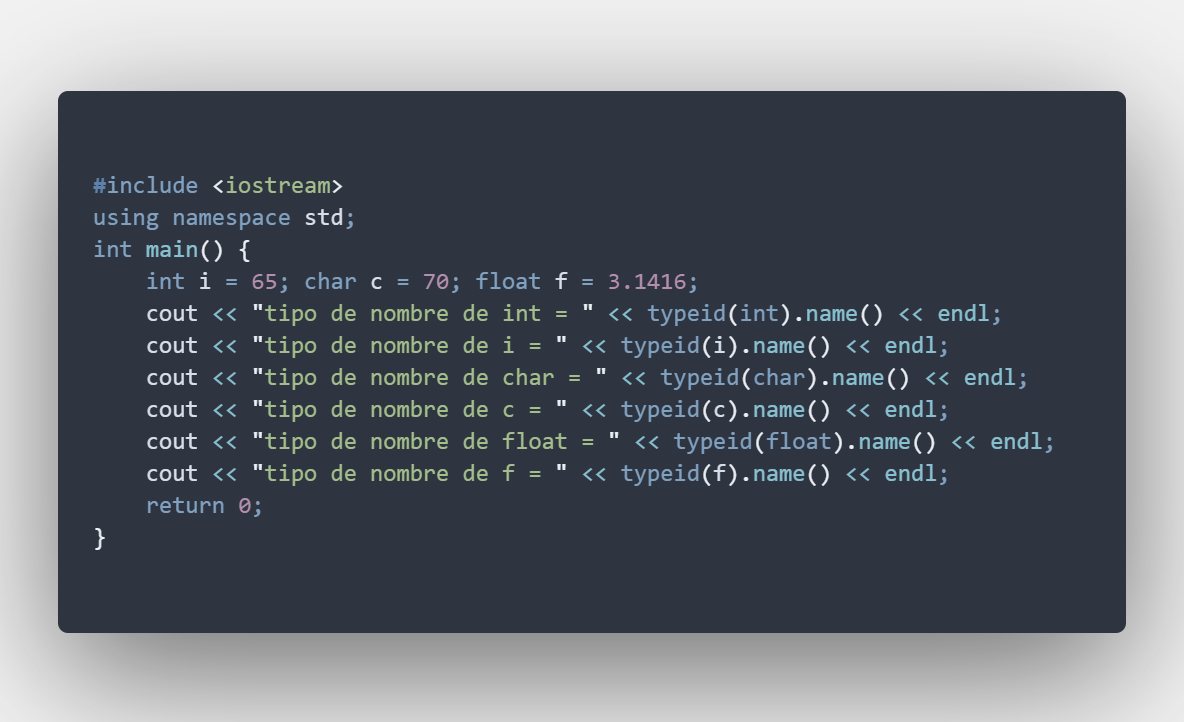 #include <iostream>
using namespace std;
int main() {
    int i = 65; char c = 70; float f = 3.1416;
    cout << "tipo de nombre de int = " << typeid(int).name() << endl;
    cout << "tipo de nombre de i = " << typeid(i).name() << endl;
    cout << "tipo de nombre de char = " << typeid(char).name() << endl;
    cout << "tipo de nombre de c = " << typeid(c).name() << endl;
    cout << "tipo de nombre de float = " << typeid(float).name() << endl;
    cout << "tipo de nombre de f = " << typeid(f).name() << endl;
    return 0;
}